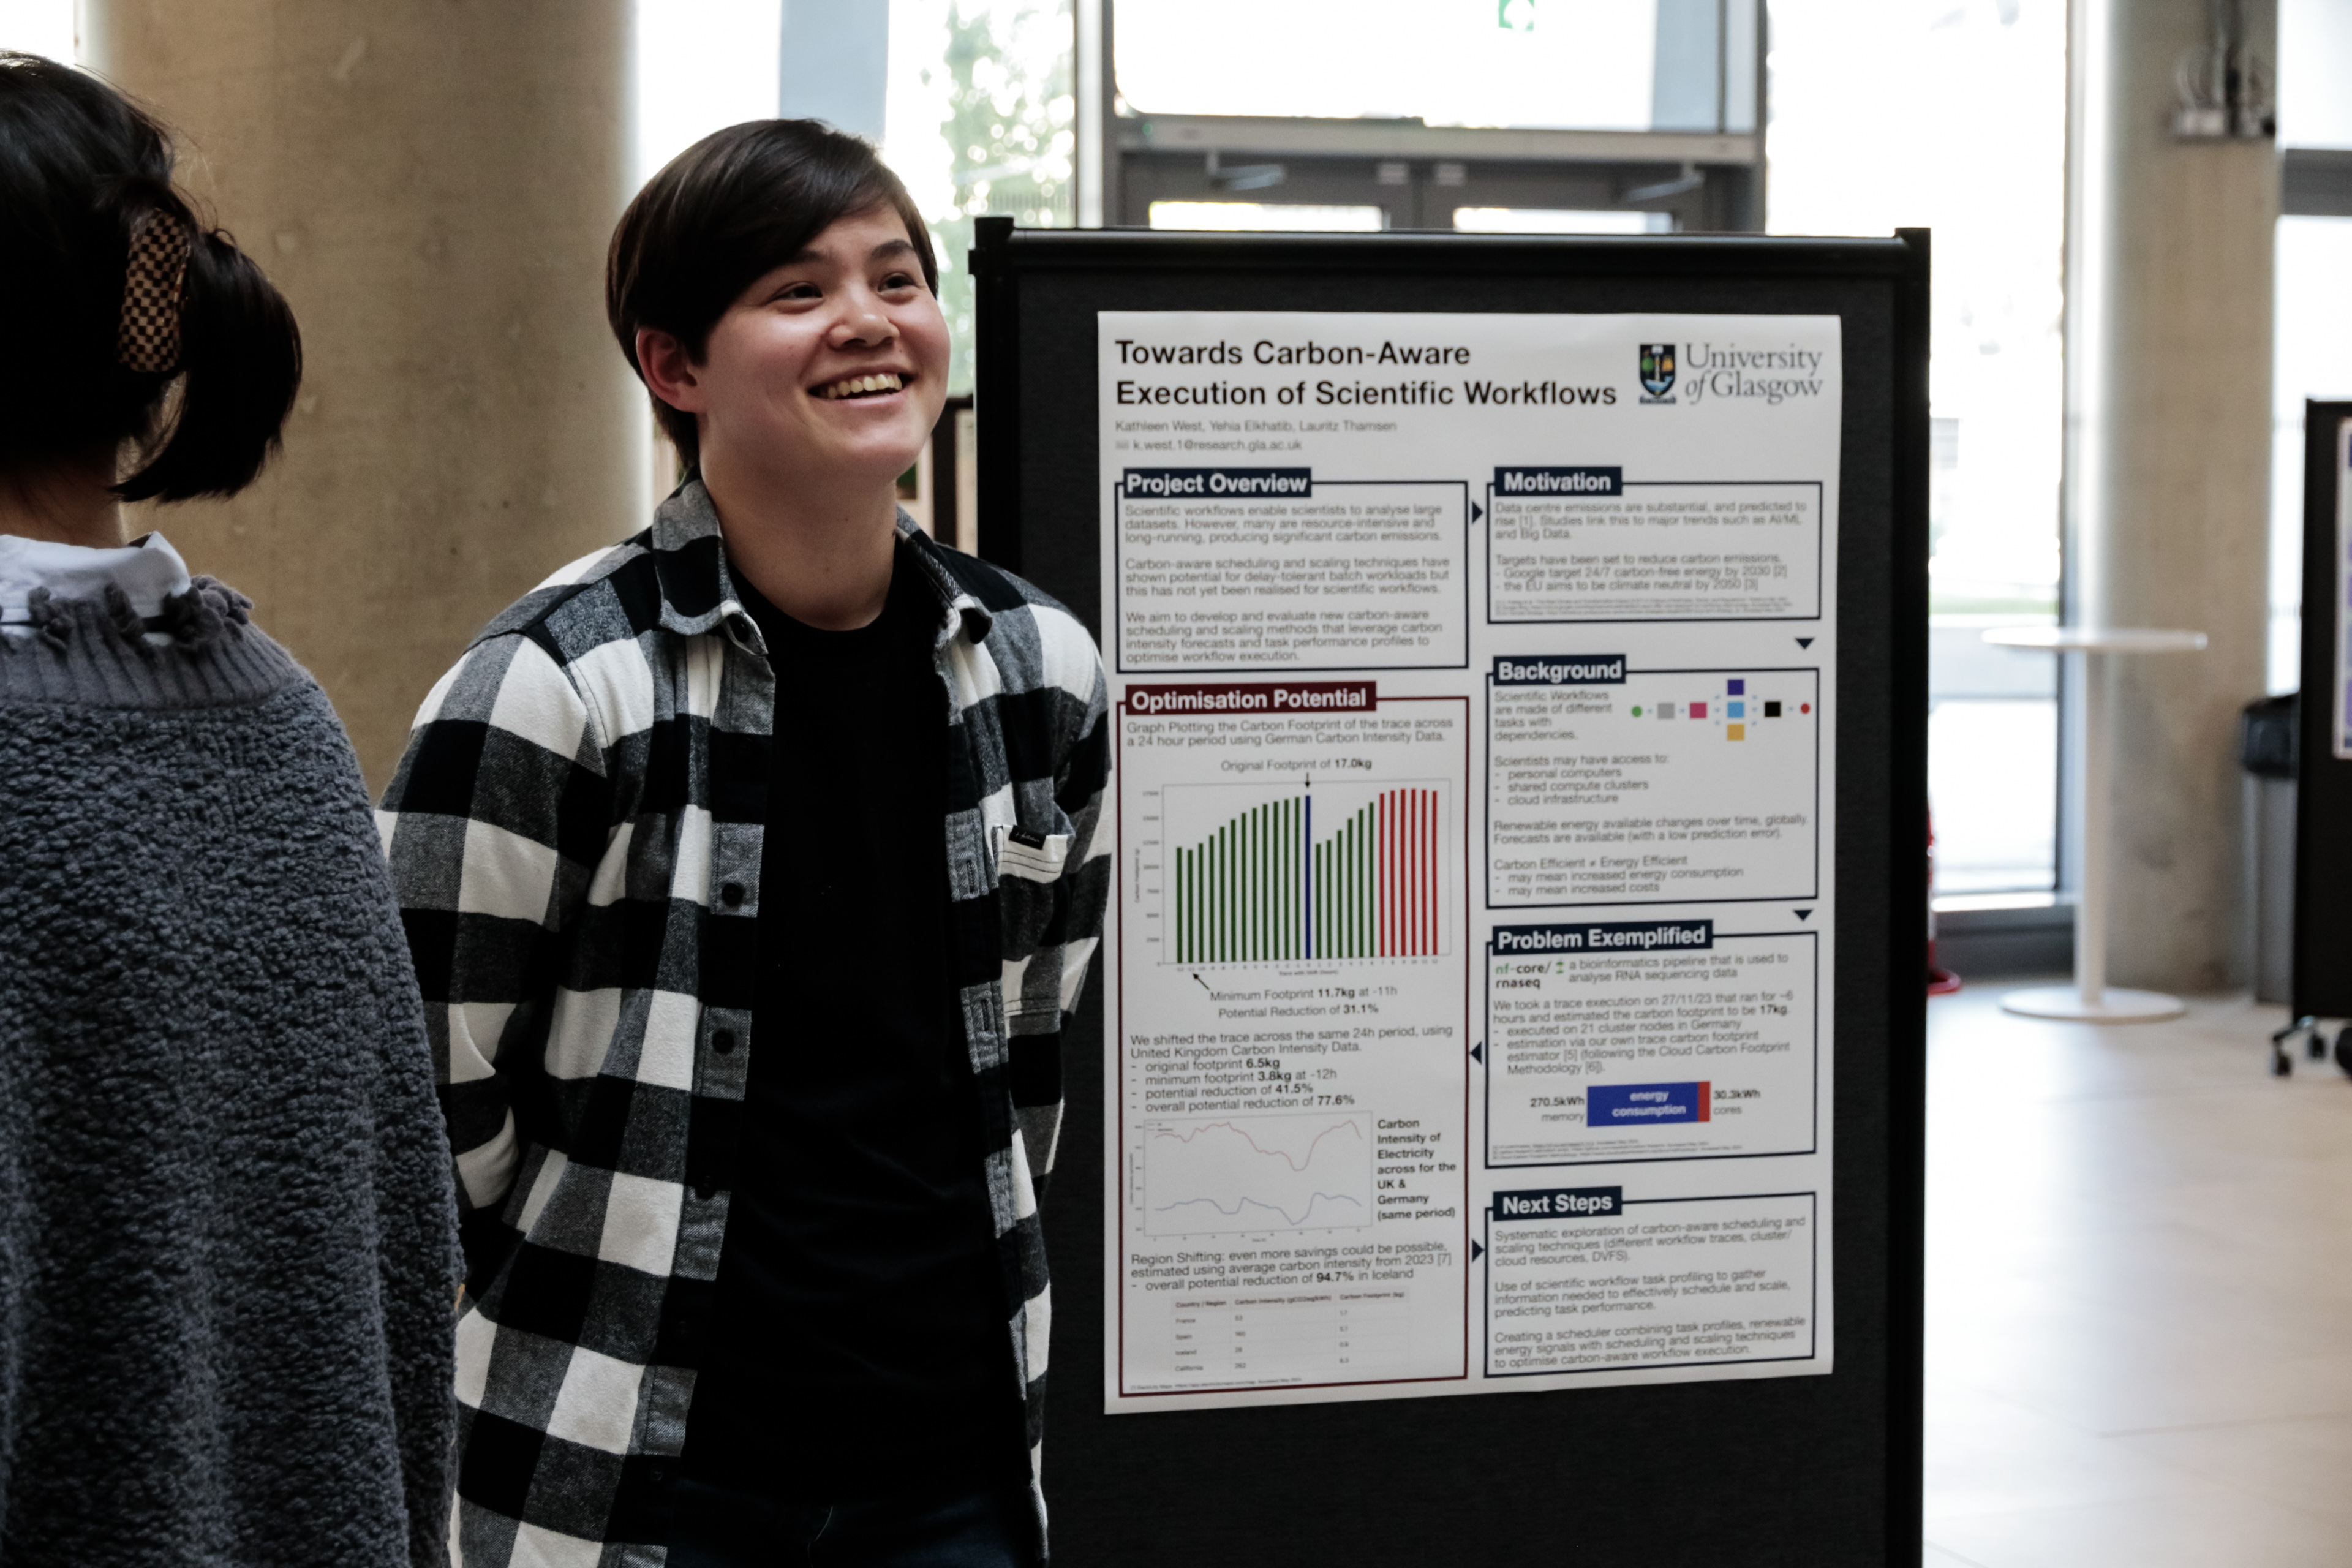 Towards Carbon-Aware
Execution of Scientific Workflows
University
of Glasgow
Kathleen West, Yehia Elkhatib, Lauritz Thamsen
k.west.1@research.gla.ac.uk
Project Overview
Scientific workflows enable scientists to analyse large
datasets. However, many are resource-intensive and
long-running, producing significant carbon emissions.
Carbon-aware scheduling and scaling techniques have
shown potential for delay-tolerant batch workloads but
this has not yet been realised for scientific workflows.
We aim to develop and evaluate new carbon-aware
scheduling and scaling methods that leverage carbon
intensity forecasts and task performance profiles to
optimise workflow execution.
Optimisation Potential
Graph Plotting the Carbon Footprint of the trace across
a 24 hour period using German Carbon Intensity Data.
Original Footprint of 17.0kg
Minimum Footprint 11.7kg at -11h
Potential Reduction of 31.1%
We shifted the trace across the same 24h period, using
United Kingdom Carbon Intensity Data.
- original footprint 6.5kg
- minimum footprint 3.8kg at -12h
- potential reduction of 41.5%
- overall potential reduction of 77.6%
Carbon
Intensity of
Electricity
across for the
UK &
Germany
(same period)
Region Shifting: even more savings could be possible,
estimated using average carbon intensity from 2023 [7]
- overall potential reduction of 94.7% in Iceland
Country / Region Carbon Intensity (gCO2eq/kWh) Carbon Footprint (kg)
France
Spain
Iceland
California
Motivation
Data centre emissions are substantial, and predicted to
rise [1]. Studies link this to major trends such as AI/ML
and Big Data.
Targets have been set to reduce carbon emissions.
- Google target 24/7 carbon-free energy by 2030 [2]
- the EU aims to be climate neutral by 2050 [3]
Background
Scientific Workflows
are made of different
tasks with
dependencies.
Scientists may have access to:
- personal computers
- shared compute clusters
- cloud infrastructure
Renewable energy available changes over time, globally.
Forecasts are available (with a low prediction error).
Carbon Efficient ≠ Energy Efficient
- may mean increased energy consumption
- may mean increased costs
Problem Exemplified
nf-core/
rnaseq
a bioinformatics pipeline that is used to
analyse RNA sequencing data
We took a trace execution on 27/11/23 that ran for ~6
hours and estimated the carbon footprint to be 17kg.
- executed on 21 cluster nodes in Germany
- estimation via our own trace carbon footprint
estimator [5] (following the Cloud Carbon Footprint
Methodology [6]).
270.5kWh
memory
energy
consumption
30.3kWh
cores
Next Steps
Systematic exploration of carbon-aware scheduling and
scaling techniques (different workflow traces, cluster/
cloud resources, DVFS).
Use of scientific workflow task profiling to gather
information needed to effectively schedule and scale,
predicting task performance.
Creating a scheduler combining task profiles, renewable
energy signals with scheduling and scaling techniques
to optimise carbon-aware workflow execution.